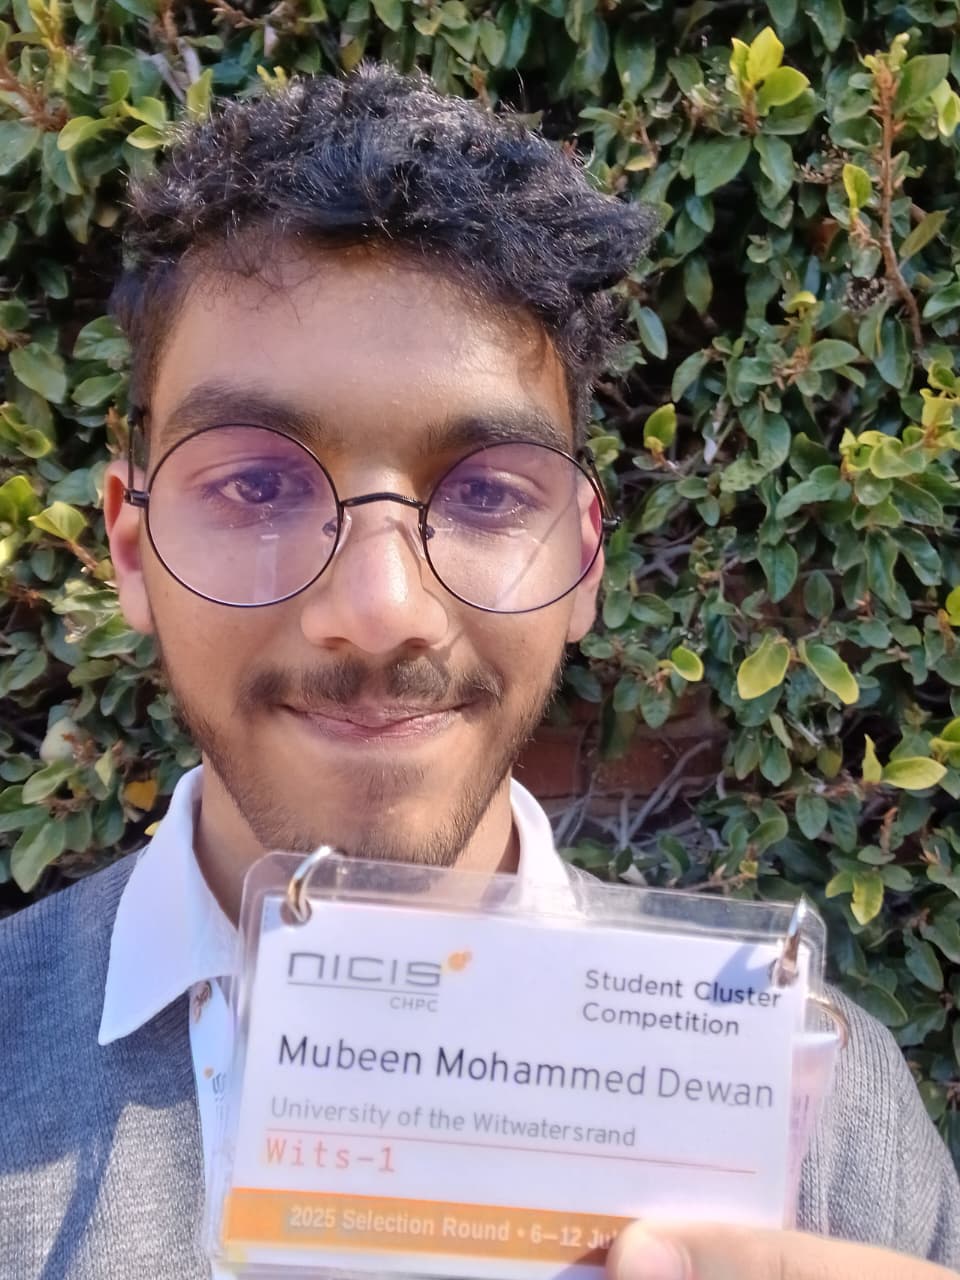 NICIS
CHPC
Student Cluster
Competition
Mubeen Mohammed Dewan
University of the Witwatersrand
Wits-1
2025 Selection Round • 6–12